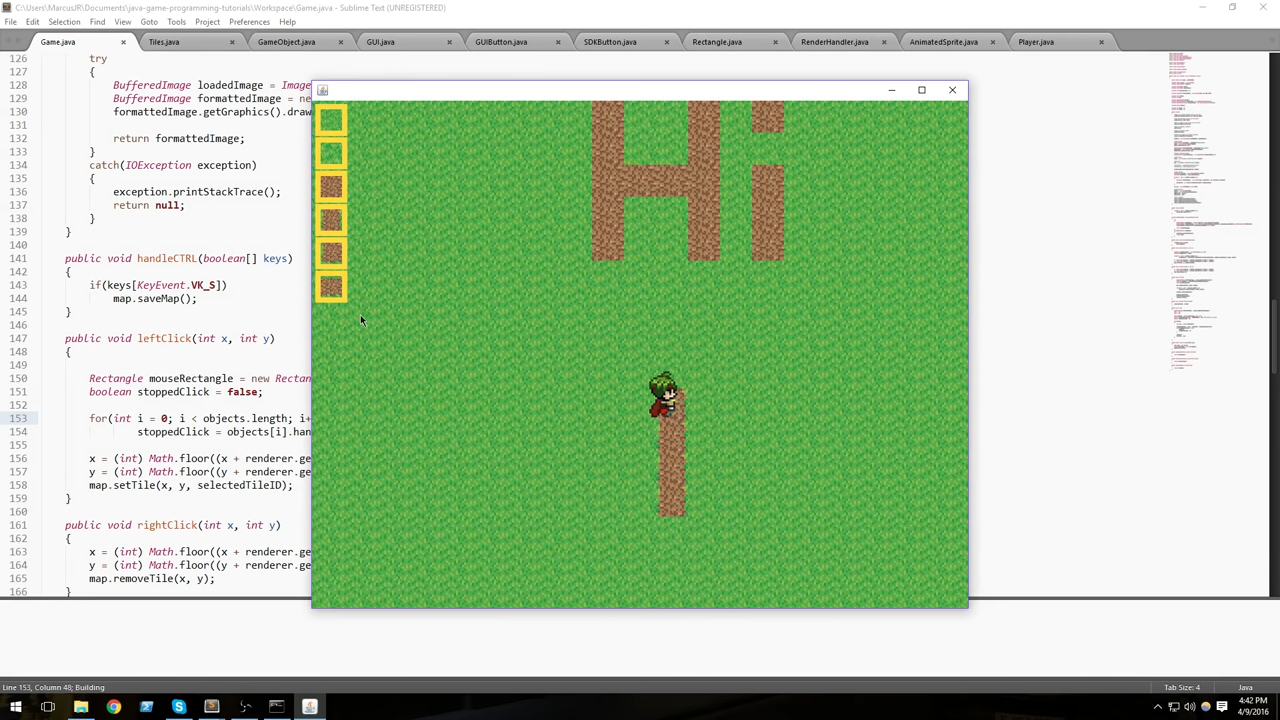 C:\Users\MarcusJR\Documents\java-game-programming-tutorials\Workspace\Game.java - Sublime Text (UNREGISTERED)
File Edit Selection Find View Goto Tools Project Preferences Help
Game.java Tiles.java GameObject.java GUI.java GUIButton.java SDKButton.java Rectangle.java RenderHandler.java AnimatedSprite.java Player.java
126 try
127 {
128 BufferedImage loadedImage =
129 BufferedImage formattedImage =
130
131
132 return formattedImage;
133 }
134 catch(IOException exception)
135 {
136 exception.printStackTrace();
137 return null;
138 }
139 }
140
141 public void handleCTRL(boolean[] keys)
142 {
143 if(keys
144 map.saveMap();
145 }
146
147 public void leftClick(int x, int y)
148 {
149
150 Rectangle mouseRectangle = new Rectan
151 boolean stoppedClick = false;
152
153 for(int i = 0; i < objects.length; i+
154 stoppedClick = objects[i].han
155
156 x = (int) Math.floor((x + renderer.ge
157 y = (int) Math.floor((y + renderer.ge
158 map.setTile(x, y, selectedTileID);
159 }
160
161 public void rightClick(int x, int y)
162 {
163 x = (int) Math.floor((x + renderer.ge
164 y = (int) Math.floor((y + renderer.ge
165 map.removeTile(x, y);
166 }
Line 153, Column 48; Building Tab Size: 4 Java
4:42 PM
4/9/2016